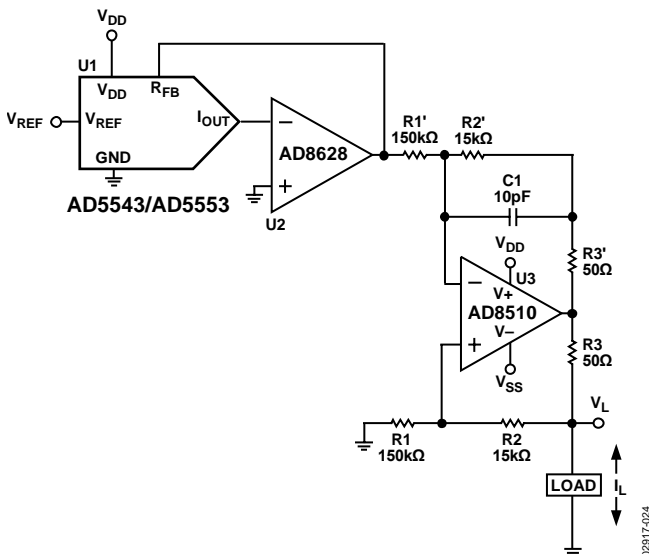 VDD
U1
VDD
RFB
VREF
VREF
IOUT
GND
AD5543/AD5553
−
AD8628
+
U2
R1'
150kΩ
R2'
15kΩ
C1
10pF
R3'
50Ω
VDD
U3
V+
−
AD8510
+
V−
VSS
R3
50Ω
VL
R1
150kΩ
R2
15kΩ
LOAD
IL
02917-024